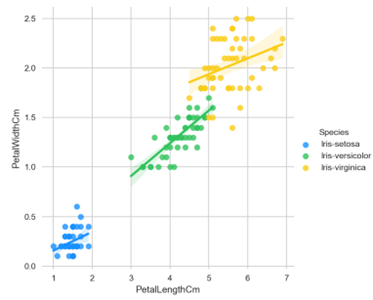 2.5
2.0
1.5
1.0
0.5
0.0
PetalWidthCm
1 2 3 4 5 6 7
PetalLengthCm
Species
Iris-setosa
Iris-versicolor
Iris-virginica